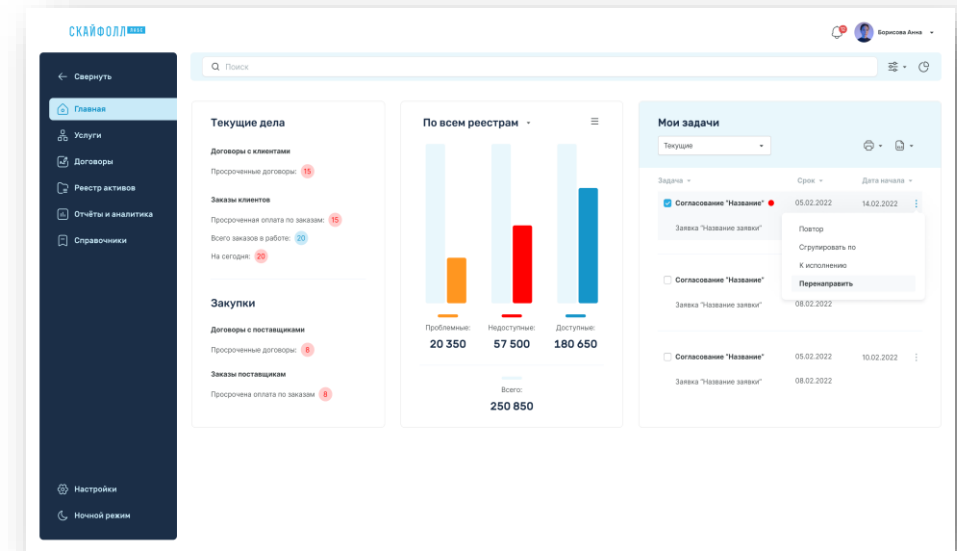 СКАЙФОЛЛ
Борисова Анна
Свернуть
Главная
Услуги
Договоры
Реестр активов
Отчёты и аналитика
Справочники
Настройки
Ночной режим
Поиск
Текущие дела
Договоры с клиентами
Просроченные договоры: 15
Заказы клиентов
Просроченная оплата по заказам: 15
Всего заказов в работе: 20
На сегодня: 20
Закупки
Договоры с поставщиками
Просроченные договоры: 6
Заказы поставщикам
Просрочена оплата по заказам 8
По всем реестрам
Проблемные: Недоступные: Доступные:
20 350 57 500 180 650
Всего:
250 850
Мои задачи
Текущие
Задача Срок Дата начала
Согласование "Название" 05.02.2022 14.02.2022
Заявка "Название заявки"
Повтор
Сгрупировать по
К исполнению
Перенаправить
Согласование "Название"
Заявка "Название заявки" 08.02.2022
Согласование "Название" 05.02.2022 10.02.2022
Заявка "Название заявки" 08.02.2022